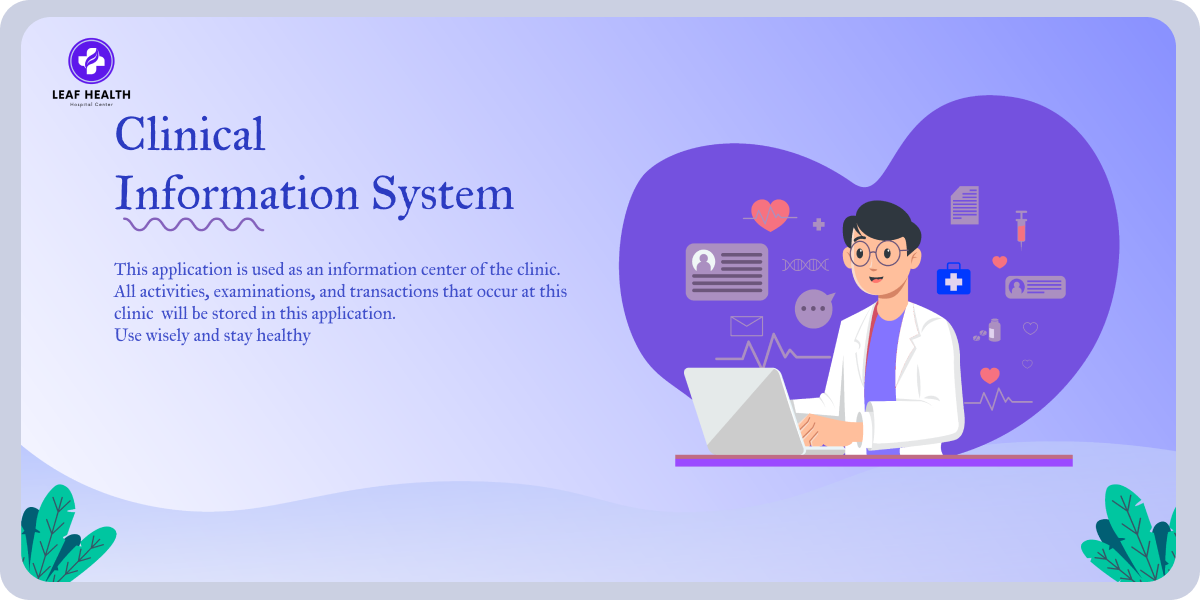 LEAF HEALTH
Hospital Center
Clinical
Information System
This application is used as an information center of the clinic.
All activities, examinations, and transactions that occur at this
clinic  will be stored in this application.
Use wisely and stay healthy